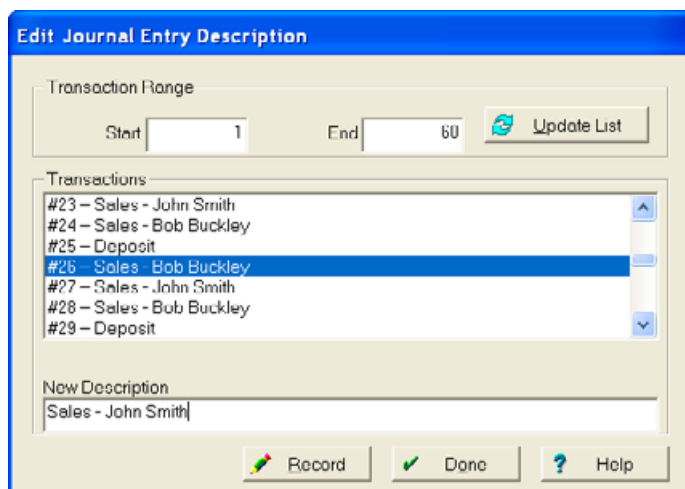 Edit Journal Entry Description
Transaction Range
Start 1 End 60 Update List
Transactions
#23 – Sales - John Smith
#24 – Sales - Bob Buckley
#25 – Deposit
#26 – Sales - Bob Buckley
#27 – Sales - John Smith
#28 – Sales - Bob Buckley
#29 – Deposit
New Description
Sales - John Smith
Record Done Help